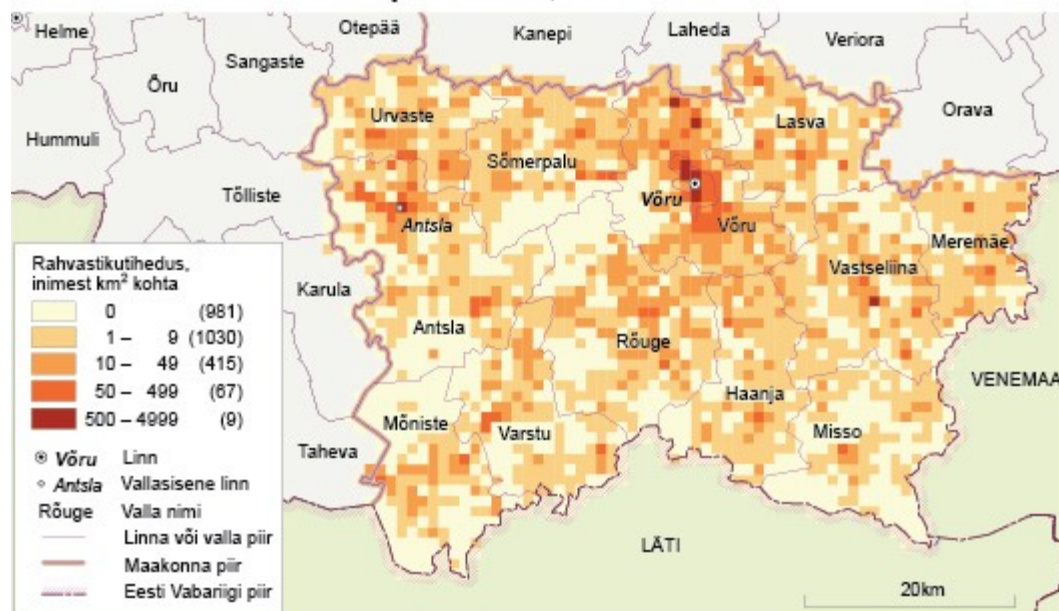 Helme
Otepää
Kanepi
Laheda
Veriora
Sangaste
Õru
Orava
Urvaste
Lasva
Hummuli
Sõmerpalu
Tõlliste
Võru
Antsla
Võru
Meremäe
Vastseliina
Rahvastikutihedus,
inimest km² kohta
0 (981)
1 – 9 (1030)
10 – 49 (415)
50 – 499 (67)
500 – 4999 (9)
Võru Linn
Antsla Vallasisene linn
Rõuge Valla nimi
Linna või valla piir
Maakonna piir
Eesti Vabariigi piir
Karula
Antsla
Rõuge
VENEMAA
Haanja
Mõniste
Varstu
Misso
Taheva
LÄTI
20km